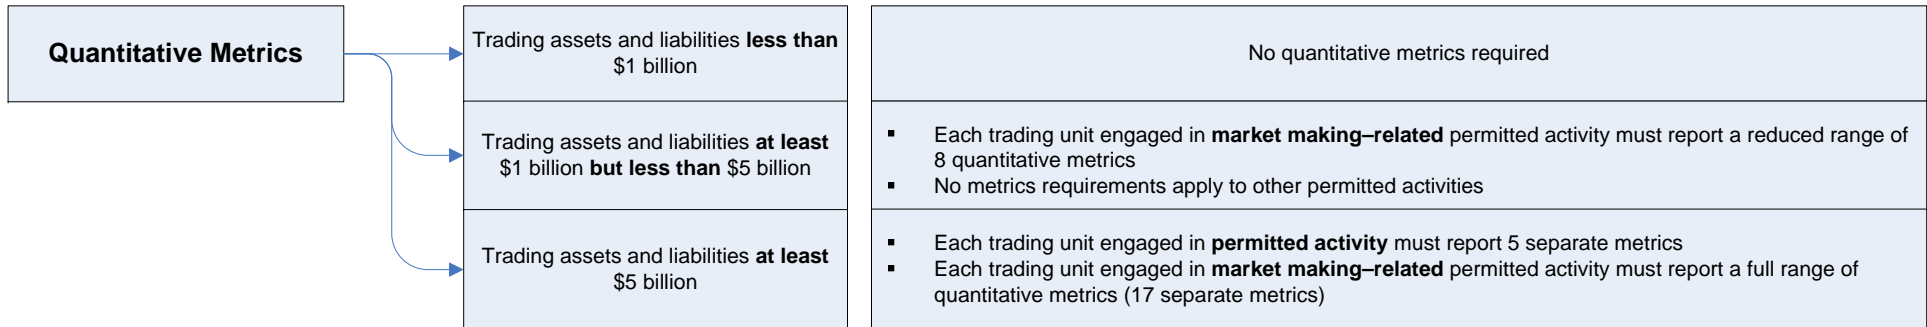 Quantitative Metrics
Trading assets and liabilities less than
$1 billion
No quantitative metrics required
Trading assets and liabilities at least
$1 billion but less than $5 billion
▪ Each trading unit engaged in market making–related permitted activity must report a reduced range of
8 quantitative metrics
▪ No metrics requirements apply to other permitted activities
Trading assets and liabilities at least
$5 billion
▪ Each trading unit engaged in permitted activity must report 5 separate metrics
▪ Each trading unit engaged in market making–related permitted activity must report a full range of
quantitative metrics (17 separate metrics)